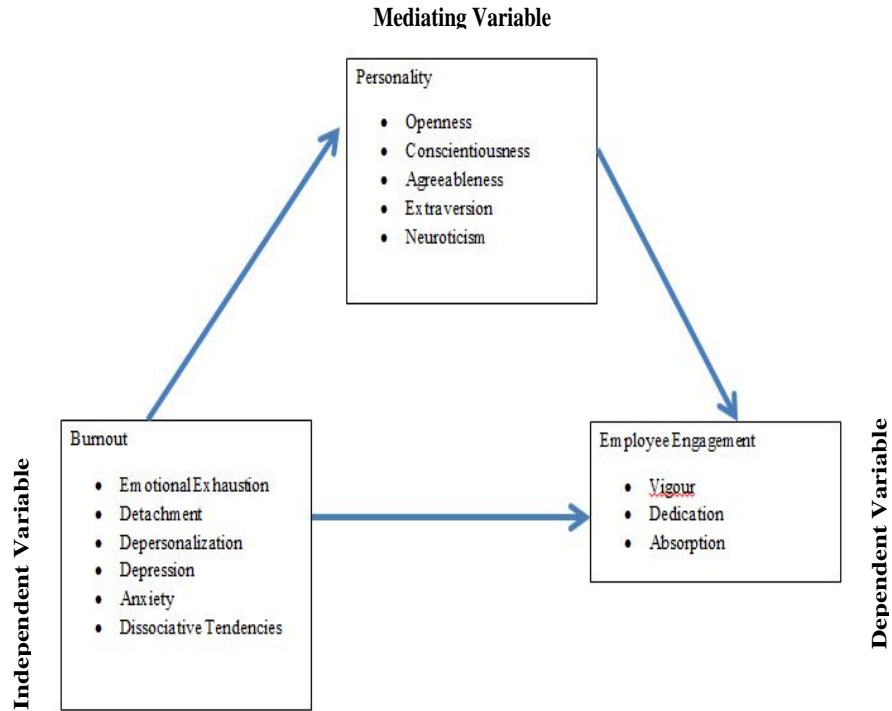 Mediating Variable
Personality
• Openness
• Conscientiousness
• Agreeableness
• Extraversion
• Neuroticism
Independent Variable
Burnout
• Emotional Exhaustion
• Detachment
• Depersonalization
• Depression
• Anxiety
• Dissociative Tendencies
Employee Engagement
• Vigour
• Dedication
• Absorption
Dependent Variable